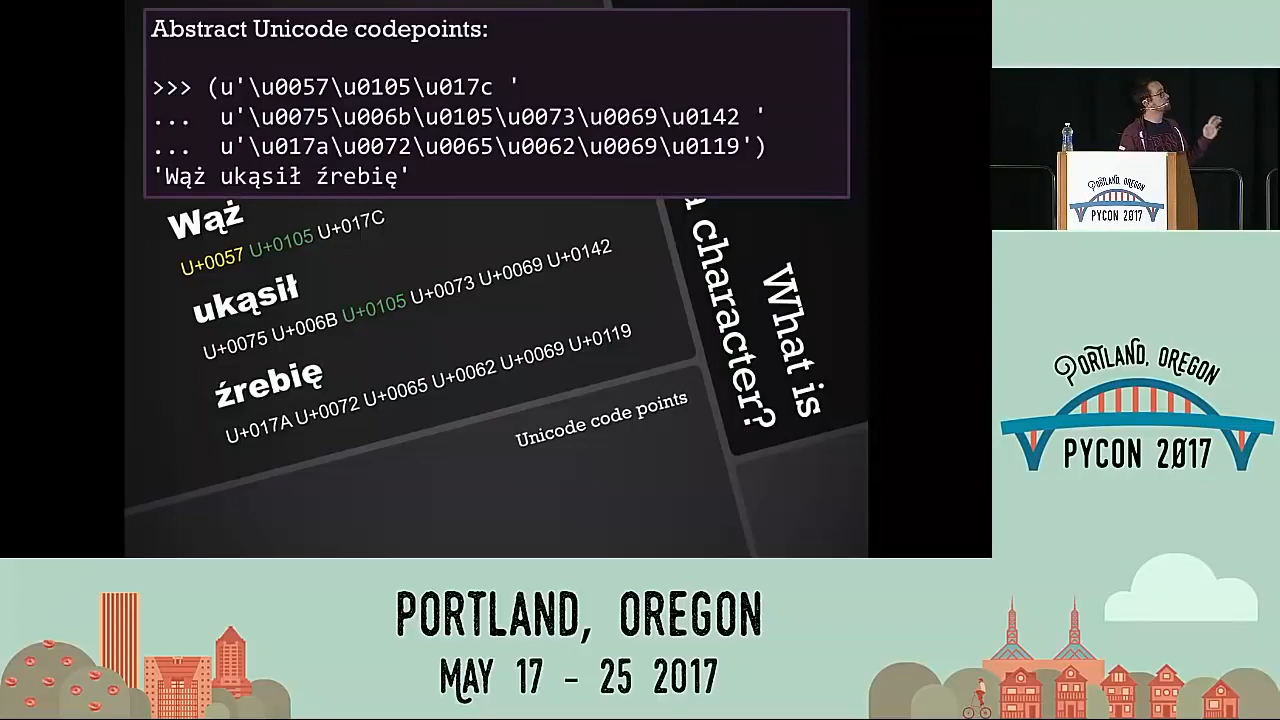 Abstract Unicode codepoints:
>>> (u'\u0057\u0105\u017c '
... u'\u0075\u006b\u0105\u0073\u0069\u0142 '
... u'\u017a\u0072\u0065\u0062\u0069\u0119')
'Wąż ukąsił źrebię'
Wąż
U+0057 U+0105 U+017C
ukąsił
U+0075 U+006B U+0105 U+0073 U+0069 U+0142
źrebię
U+017A U+0072 U+0065 U+0062 U+0069 U+0119
Unicode code points
What is
character?
PORTLAND, OREGON
PYCON 2017
PORTLAND, OREGON
PYCON 2017
PORTLAND, OREGON
MAY 17 - 25 2017